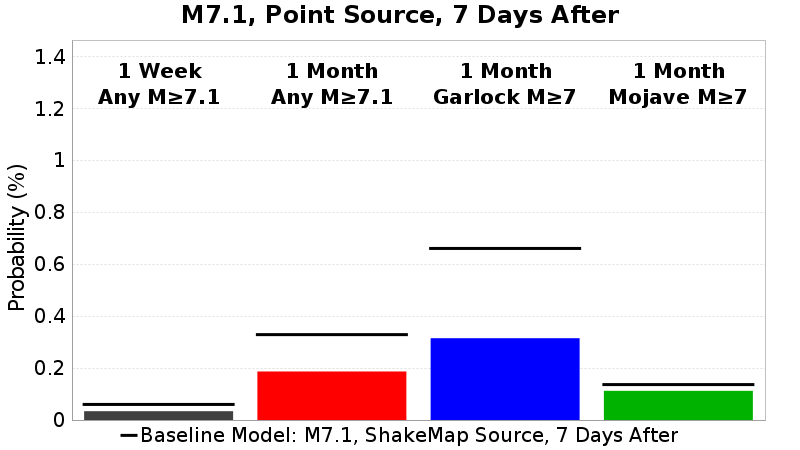 M7.1, Point Source, 7 Days After
1 Week
Any M≥7.1
1 Month
Any M≥7.1
1 Month
Garlock M≥7
1 Month
Mojave M≥7
Probability (%)
1.4
1.2
1
0.8
0.6
0.4
0.2
0
Baseline Model: M7.1, ShakeMap Source, 7 Days After